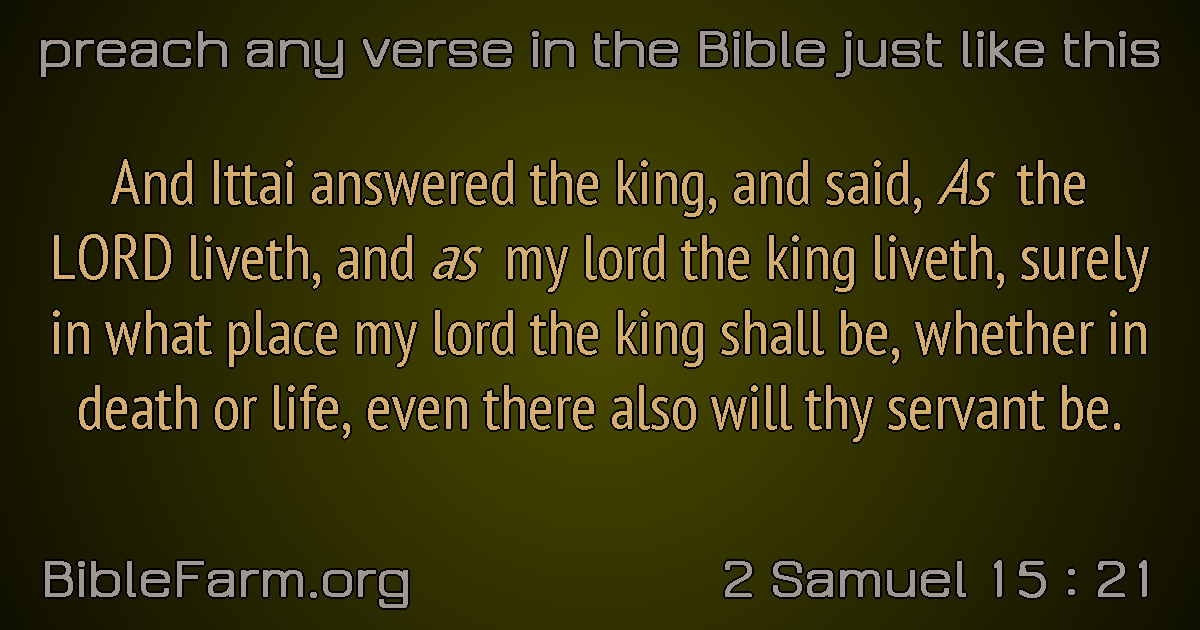 preach any verse in the Bible just like this
And Ittai answered the king, and said, As the
LORD liveth, and as my lord the king liveth, surely
in what place my lord the king shall be, whether in
death or life, even there also will thy servant be.
BibleFarm.org
2 Samuel 15 : 21